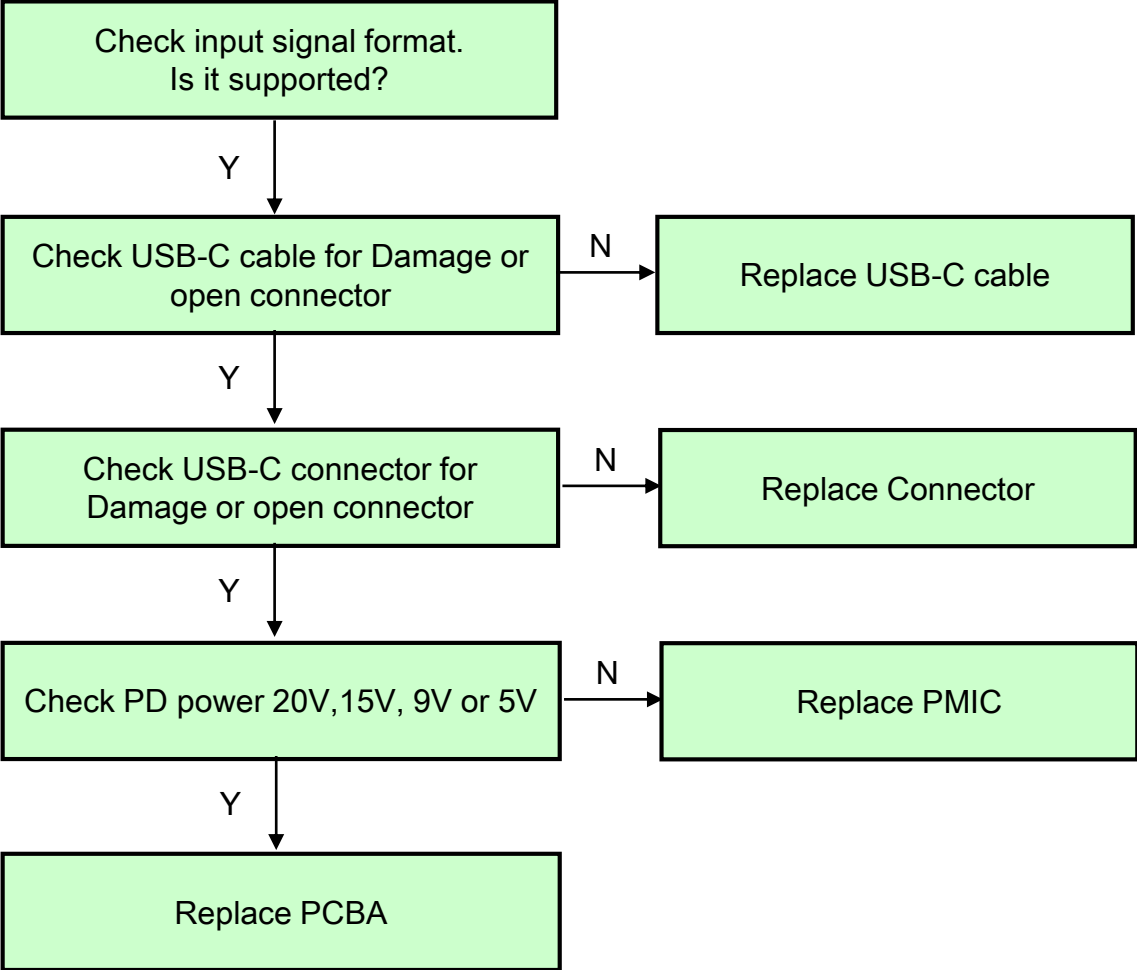 Check input signal format.
Is it supported?
Y
Check USB-C cable for Damage or
open connector
N
Replace USB-C cable
Y
Check USB-C connector for
Damage or open connector
N
Replace Connector
Y
Check PD power 20V,15V, 9V or 5V
N
Replace PMIC
Y
Replace PCBA